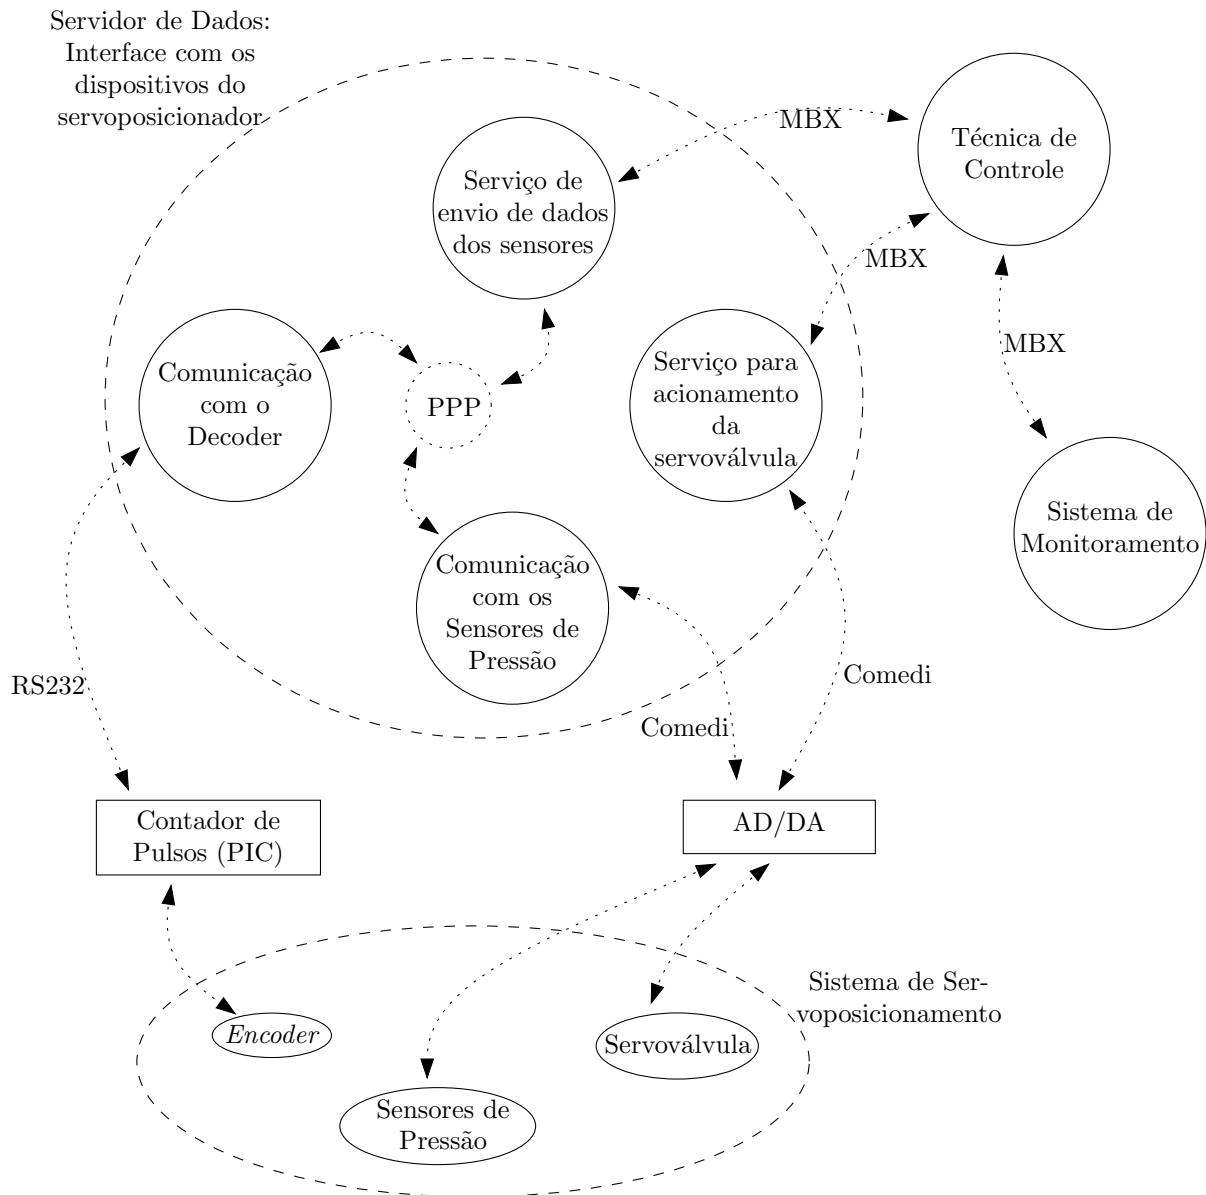 Servidor de Dados:
Interface com os
dispositivos do
servoposicionador
MBX
Técnica de
Controle
Serviço de
envio de dados
dos sensores
MBX
MBX
Comunicação
com o
Decoder
PPP
Serviço para
acionamento
da
servoválvula
Sistema de
Monitoramento
Comunicação
com os
Sensores de
Pressão
RS232
Comedi
Comedi
Contador de
Pulsos (PIC)
AD/DA
Sistema de Ser-
voposicionamento
Encoder
Servoválvula
Sensores de
Pressão